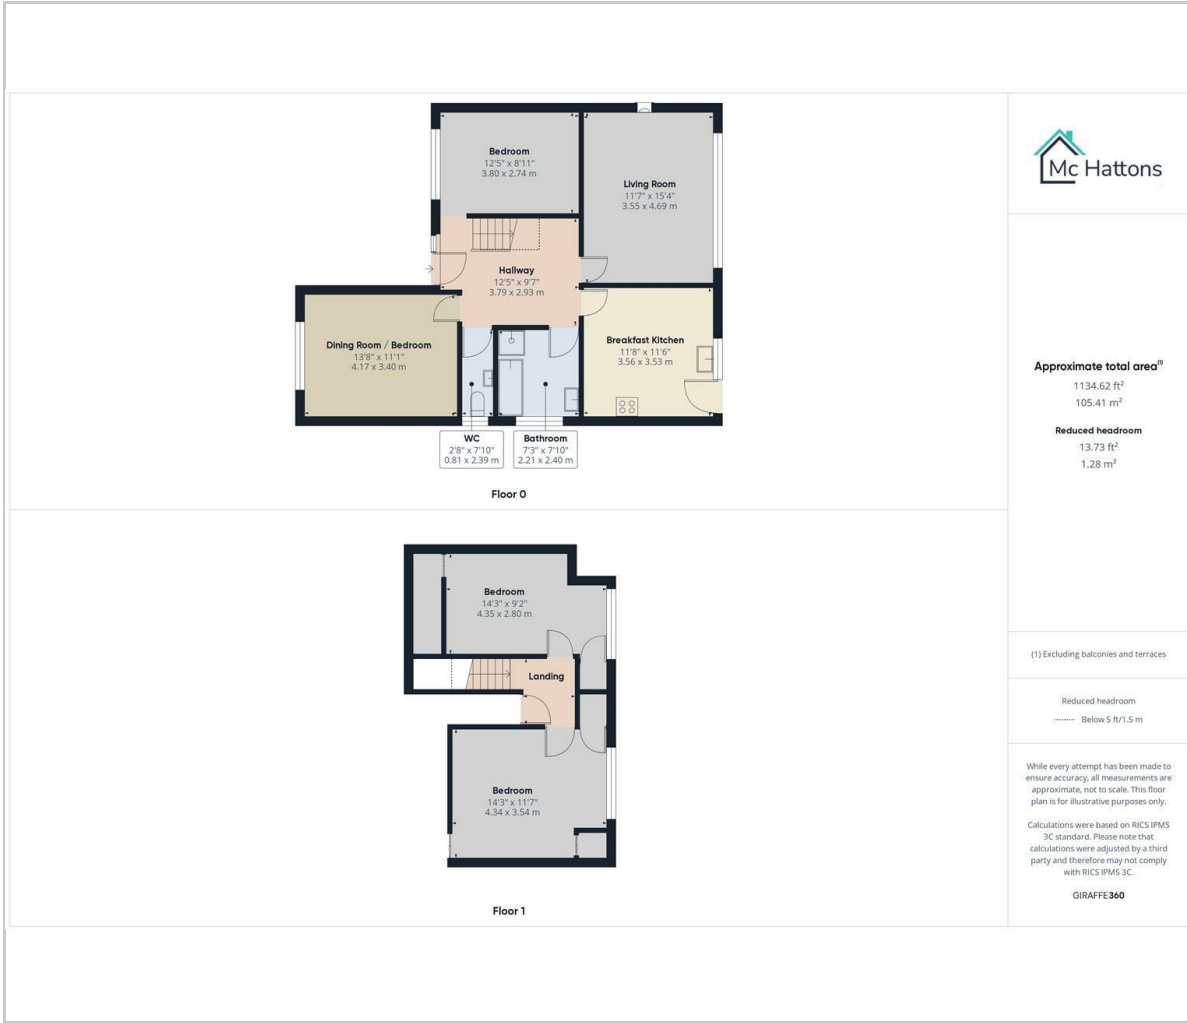 Bedroom
12'5" x 8'11"
3.80 x 2.74 m
Living Room
11'7" x 15'4"
3.55 x 4.69 m
Hallway
12'5" x 9'7"
3.79 x 2.93 m
Dining Room / Bedroom
13'8" x 11'1"
4.17 x 3.40 m
Breakfast Kitchen
11'8" x 11'6"
3.56 x 3.53 m
WC
2'8" x 7'10"
0.81 x 2.39 m
Bathroom
7'3" x 7'10"
2.21 x 2.40 m
Floor 0
Bedroom
14'3" x 9'2"
4.35 x 2.80 m
Landing
Bedroom
14'3" x 11'7"
4.34 x 3.54 m
Floor 1
Mc Hattons
Approximate total area⁽¹⁾
1134.62 ft²
105.41 m²
Reduced headroom
13.73 ft²
1.28 m²
(1) Excluding balconies and terraces
Reduced headroom
Below 5 ft/1.5 m
While every attempt has been made to
ensure accuracy, all measurements are
approximate, not to scale. This floor
plan is for illustrative purposes only.
Calculations were based on RICS IPMS
3C standard. Please note that
calculations were adjusted by a third
party and therefore may not comply
with RICS IPMS 3C.
GIRAFFE360